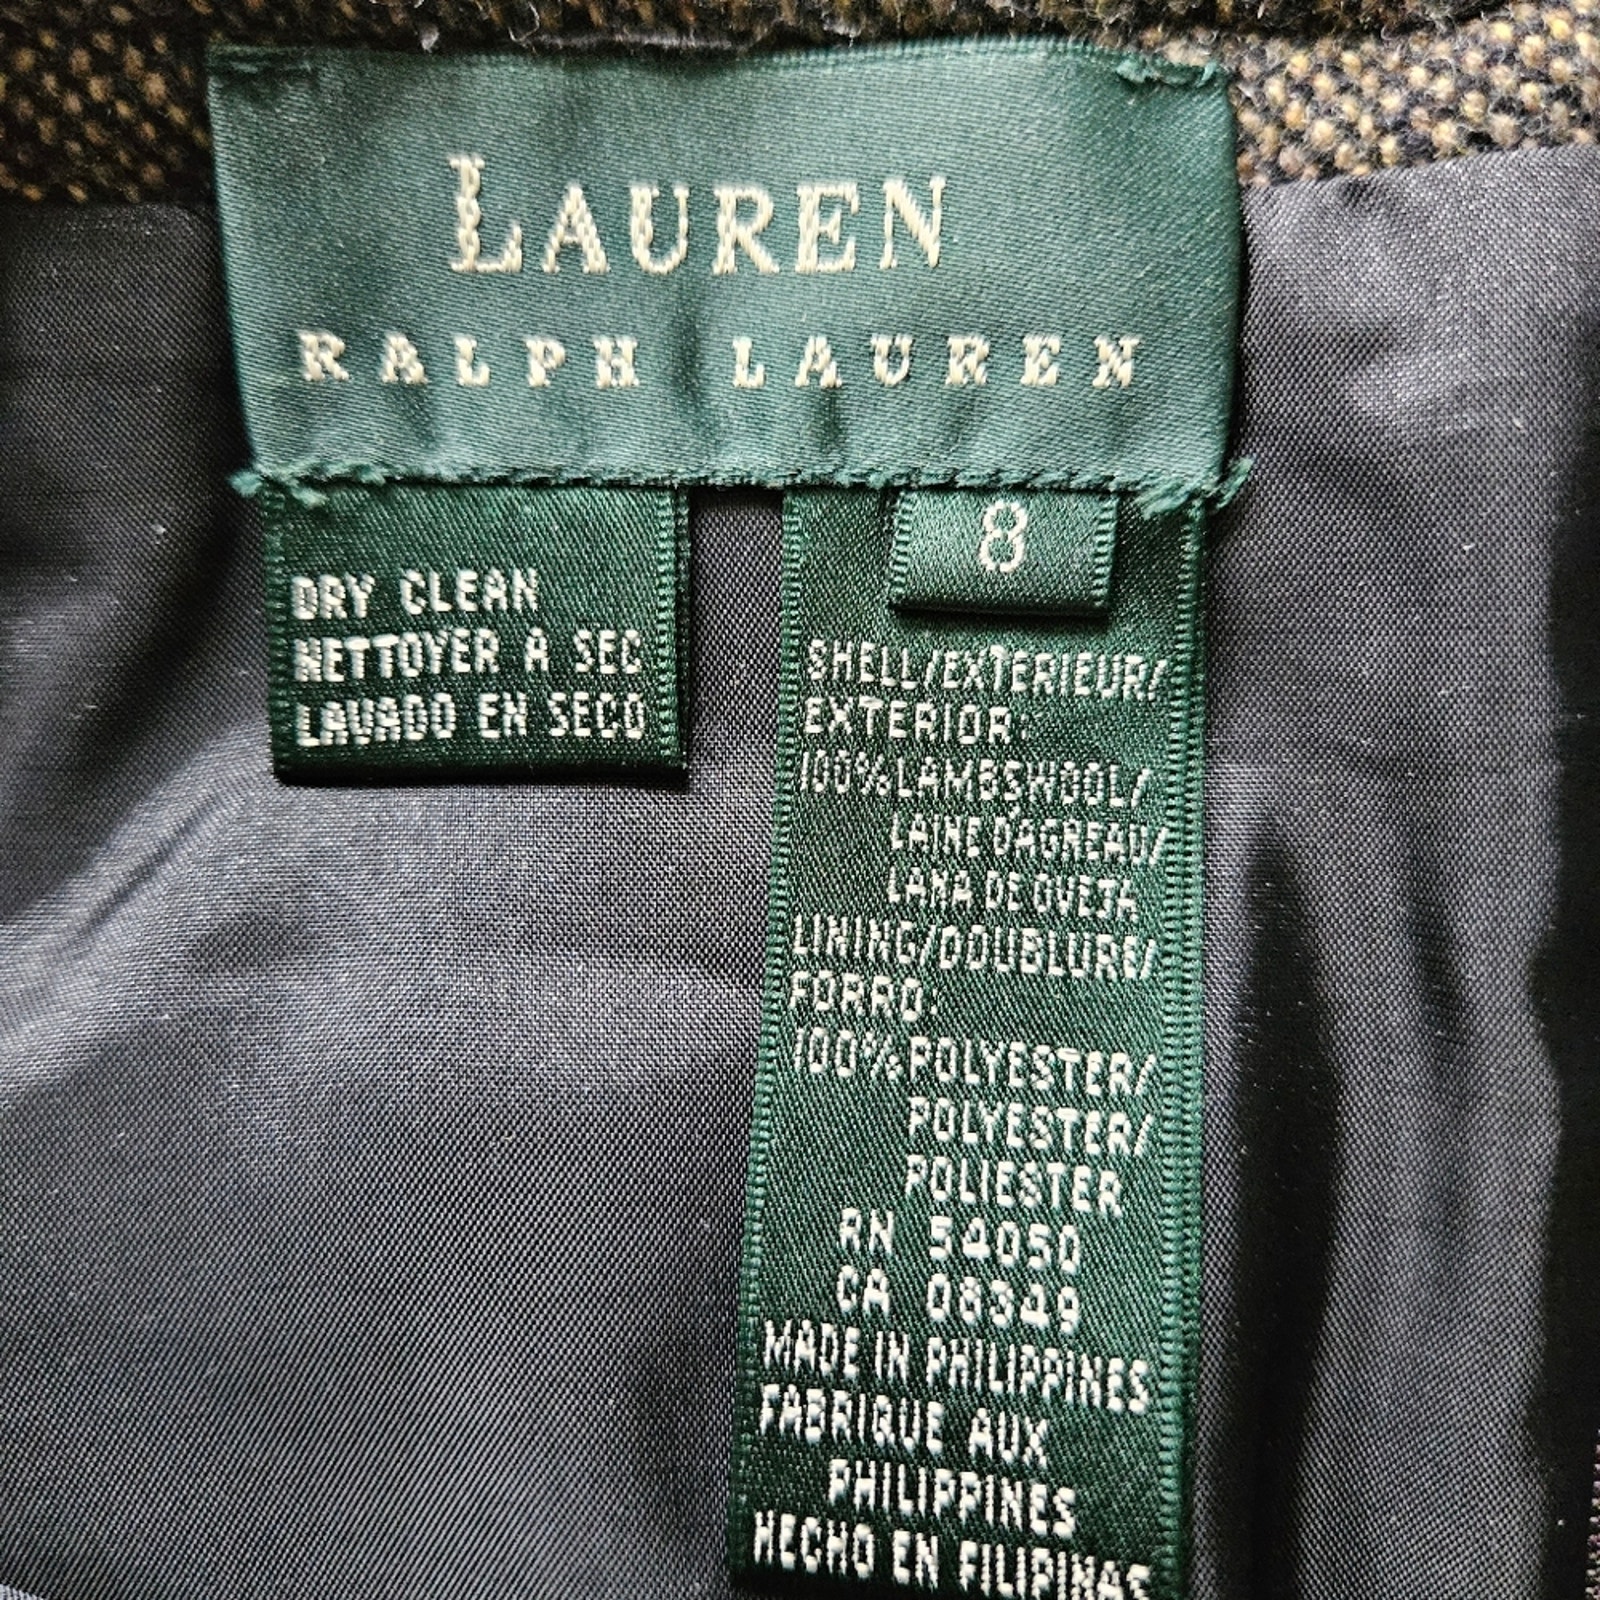 LAUREN
RALPH LAUREN
DRY CLEAN
NETTOYER A SEC
LAVADO EN SECO
8
SHELL/EXTERIEUR/
EXTERIOR:
100%LAMBSWOOL/
LAINE DAGNEAU/
LANA DE OVEJA
LINING/DOUBLURE/
FORRO:
100%POLYESTER/
POLYESTER/
POLIESTER
RN 54050
CA 08349
MADE IN PHILIPPINES
FABRIQUE AUX
PHILIPPINES
HECHO EN FILIPINAS